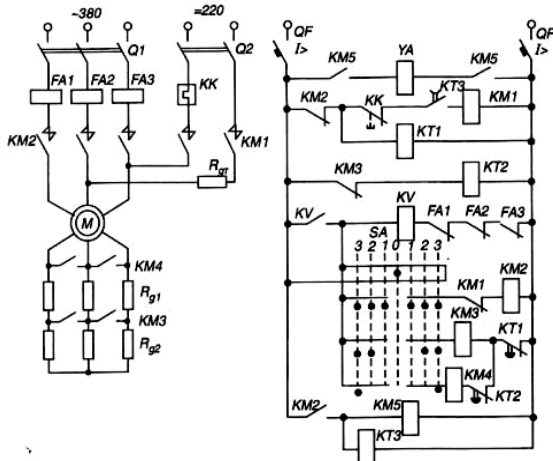 ~380 =220
Q1 Q2
FA1 FA2 FA3 KK
KM2 KM1
RgT
M
KM4
Rg1
KM3
Rg2
QF QF
I> I>
KM5 YA KM5
KM2 KK KT3 KM1
KT1
KM3 KT2
KV KV FA1 FA2 FA3
SA
3 2 1 0 1 2 3
KM1 KM2
KM3 KT1
KM4
KT2
KM2 KM5
KT3